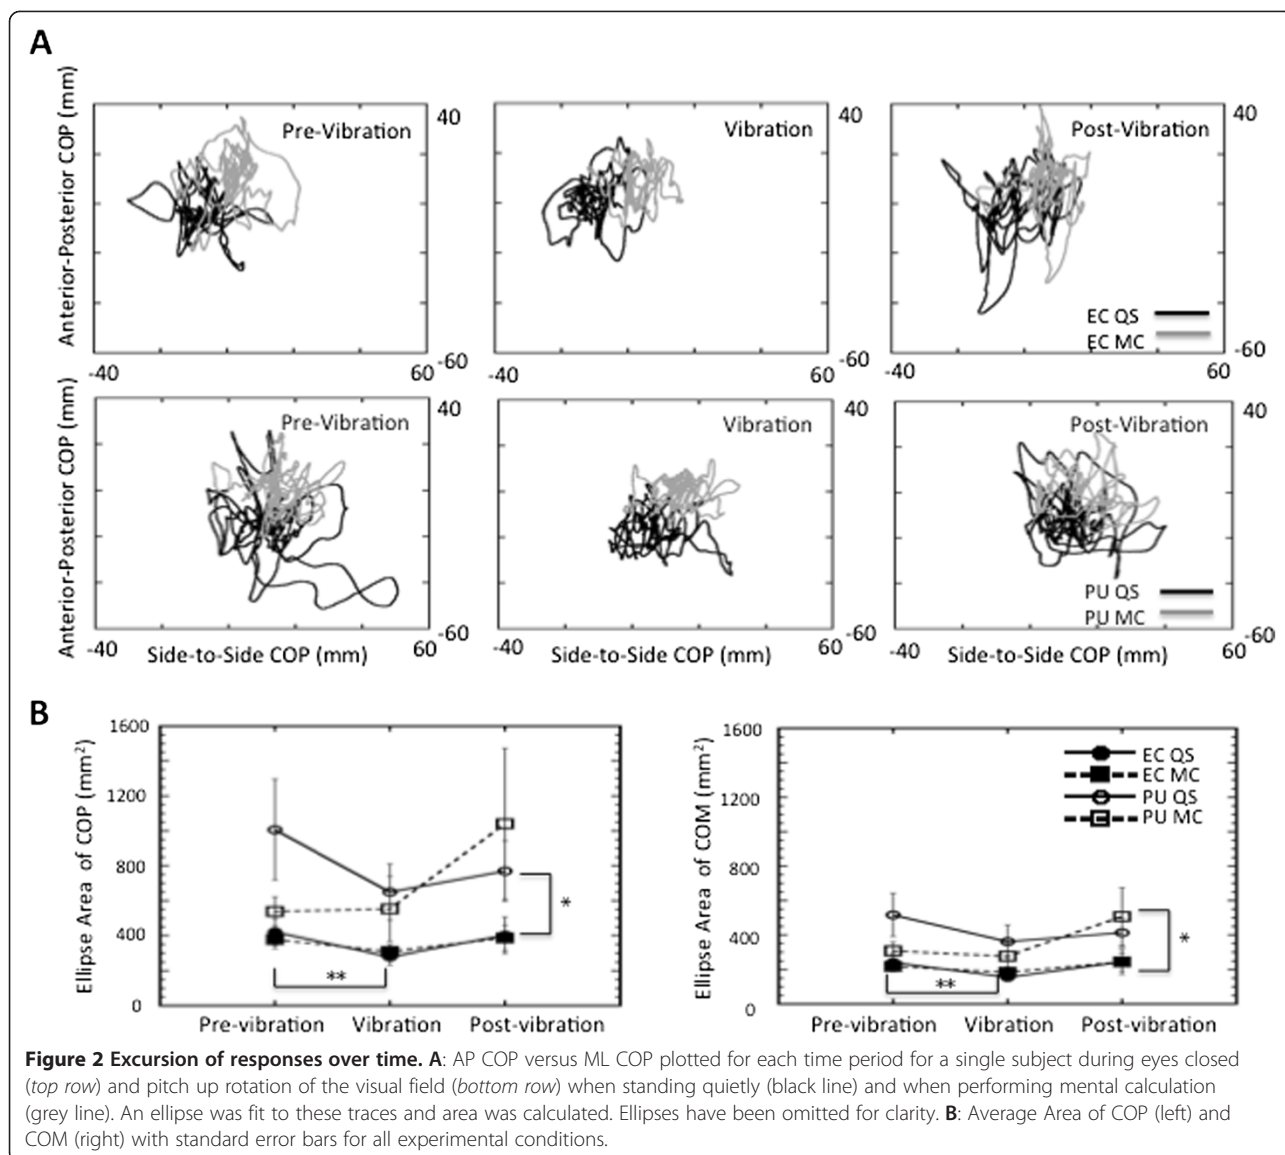 A
Anterior-Posterior COP (mm)
Pre-Vibration
40
Vibration
Post-Vibration
40
EC QS
EC MC
-40
60
-60
-40
60
-40
60
-60
Anterior-Posterior COP (mm)
Pre-Vibration
40
Vibration
Post-Vibration
40
PU QS
PU MC
-40
Side-to-Side COP (mm)
60
-60
-40
60
-40
Side-to-Side COP (mm)
60
-60
B
Ellipse Area of COP (mm²)
1600
1200
800
400
0
*
**
Pre-vibration
Vibration
Post-vibration
Ellipse Area of COM (mm²)
1600
1200
800
400
0
EC QS
EC MC
PU QS
PU MC
*
**
Pre-vibration
Vibration
Post-vibration
Figure 2 Excursion of responses over time. A: AP COP versus ML COP plotted for each time period for a single subject during eyes closed
(top row) and pitch up rotation of the visual field (bottom row) when standing quietly (black line) and when performing mental calculation
(grey line). An ellipse was fit to these traces and area was calculated. Ellipses have been omitted for clarity. B: Average Area of COP (left) and
COM (right) with standard error bars for all experimental conditions.